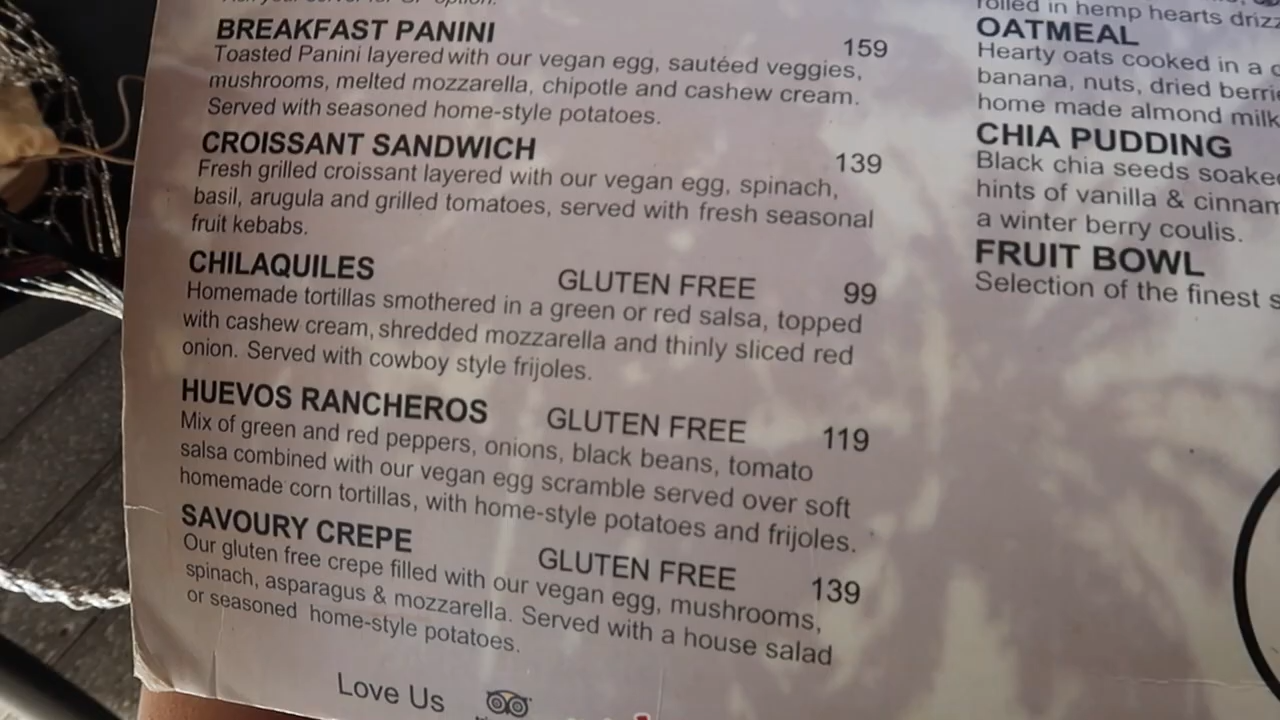 BREAKFAST PANINI 159
Toasted Panini layered with our vegan egg, sautéed veggies,
mushrooms, melted mozzarella, chipotle and cashew cream.
Served with seasoned home-style potatoes.
CROISSANT SANDWICH 139
Fresh grilled croissant layered with our vegan egg, spinach,
basil, arugula and grilled tomatoes, served with fresh seasonal
fruit kebabs.
CHILAQUILES GLUTEN FREE 99
Homemade tortillas smothered in a green or red salsa, topped
with cashew cream, shredded mozzarella and thinly sliced red
onion. Served with cowboy style frijoles.
HUEVOS RANCHEROS GLUTEN FREE 119
Mix of green and red peppers, onions, black beans, tomato
salsa combined with our vegan egg scramble served over soft
homemade corn tortillas, with home-style potatoes and frijoles.
SAVOURY CREPE GLUTEN FREE 139
Our gluten free crepe filled with our vegan egg, mushrooms,
spinach, asparagus & mozzarella. Served with a house salad
or seasoned home-style potatoes.
Love Us
rolled in hemp hearts
OATMEAL
Hearty oats cooked in a
banana, nuts, dried
home made almond milk
CHIA PUDDING
Black chia seeds
hints of vanilla &
a winter berry coulis.
FRUIT BOWL
Selection of the finest